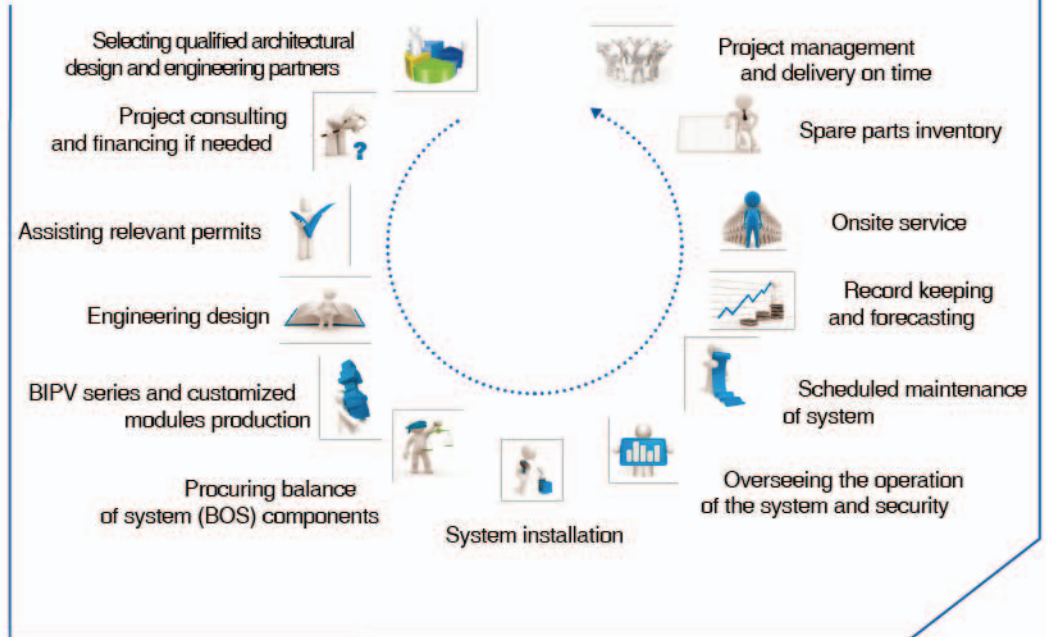 Selecting qualified architectural
design and engineering partners
Project consulting
and financing if needed
?
Assisting relevant permits
Engineering design
BIPV series and customized
modules production
Procuring balance
of system (BOS) components
System installation
Overseeing the operation
of the system and security
Scheduled maintenance
of system
Record keeping
and forecasting
Onsite service
Spare parts inventory
Project management
and delivery on time